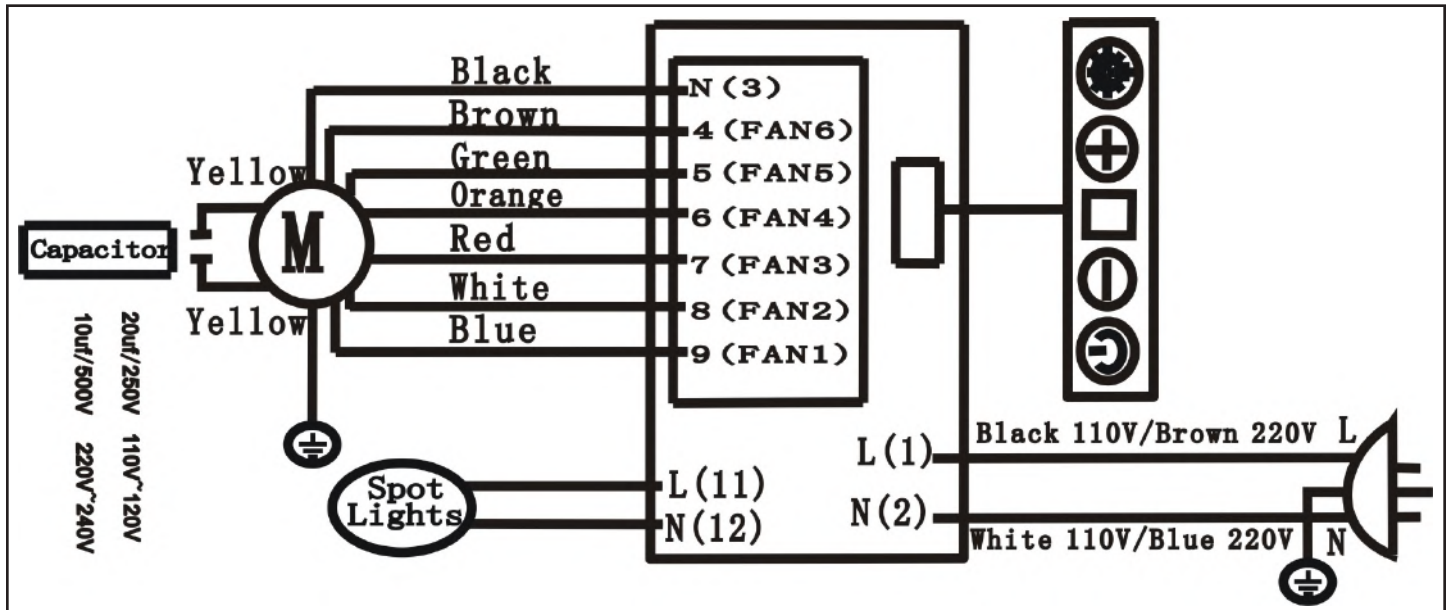 Black
N(3)
Brown
4(FAN6)
Green
5(FAN5)
Orange
6(FAN4)
Red
7(FAN3)
White
8(FAN2)
Blue
9(FAN1)
Yellow
M
Yellow
Capacitor
20uf/250V 110V~120V
10uf/500V 220V~240V
Spot
Lights
L(11)
N(12)
L(1)
N(2)
Black 110V/Brown 220V L
White 110V/Blue 220V N